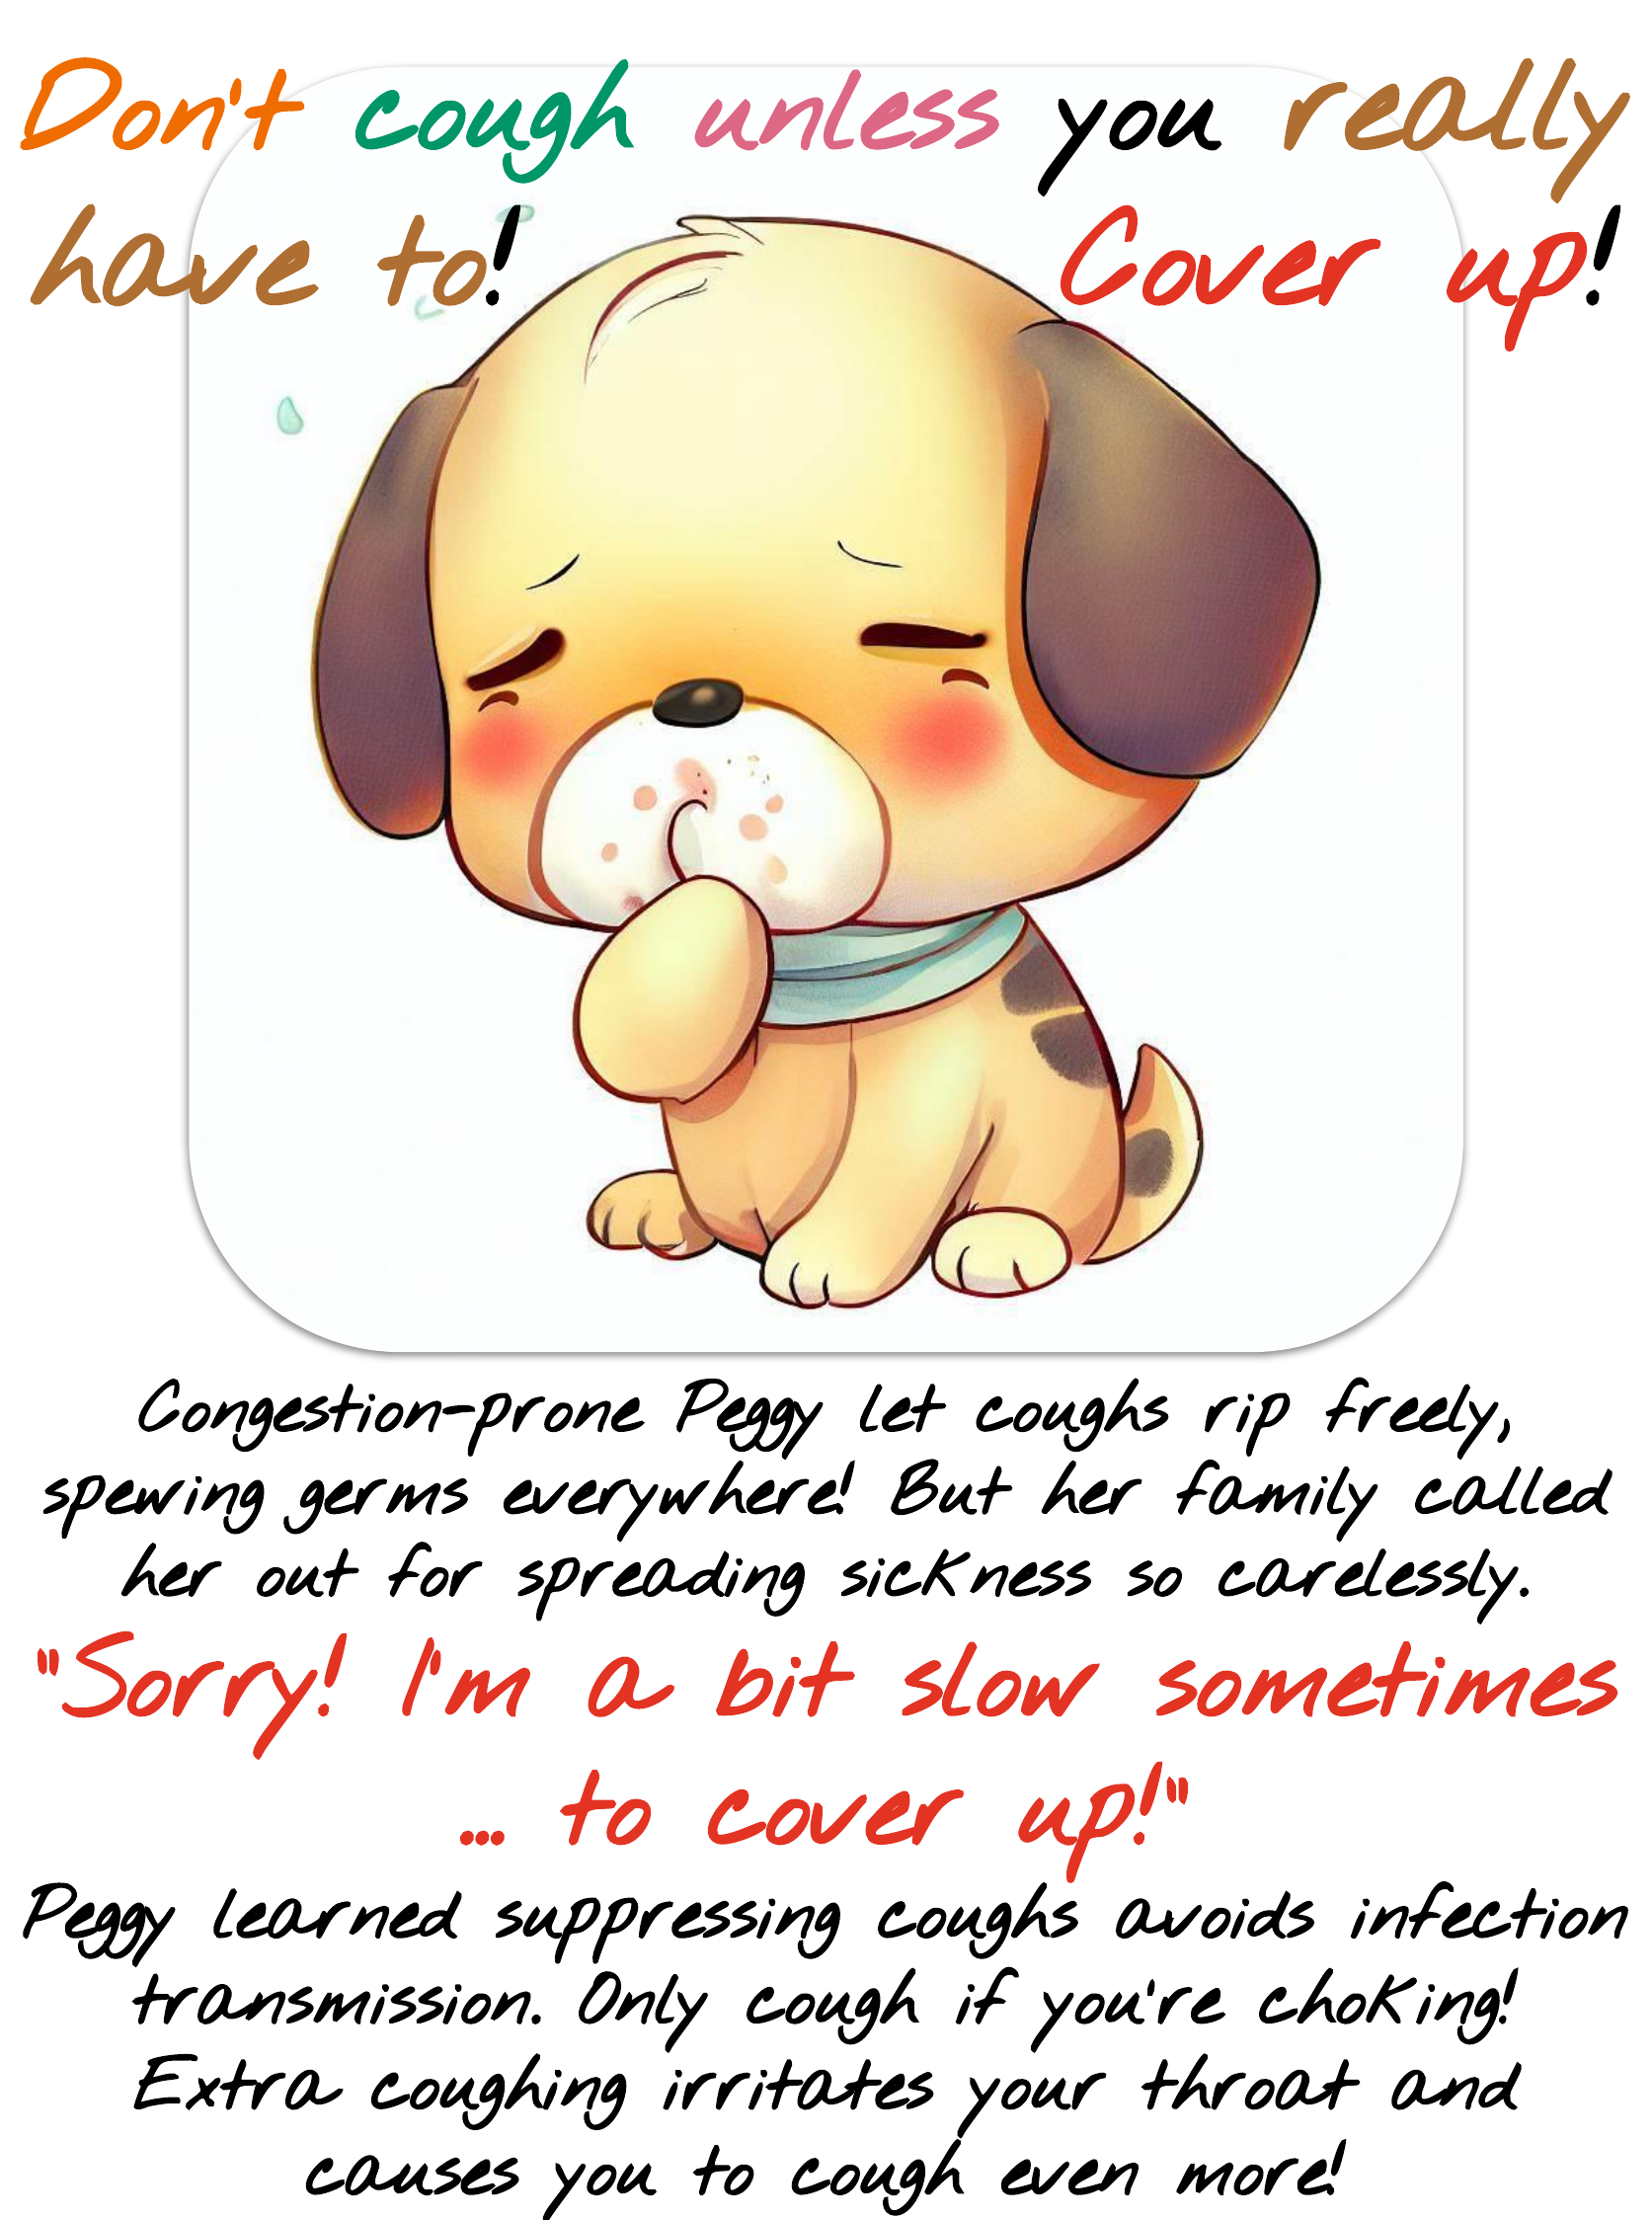 Don't cough unless you really
have to! Cover up!
Congestion-prone Peggy let coughs rip freely,
spewing germs everywhere! But her family called
her out for spreading sickness so carelessly.
"Sorry! I'm a bit slow sometimes
... to cover up!"
Peggy learned suppressing coughs avoids infection
transmission. Only cough if you're choking!
Extra coughing irritates your throat and
causes you to cough even more!